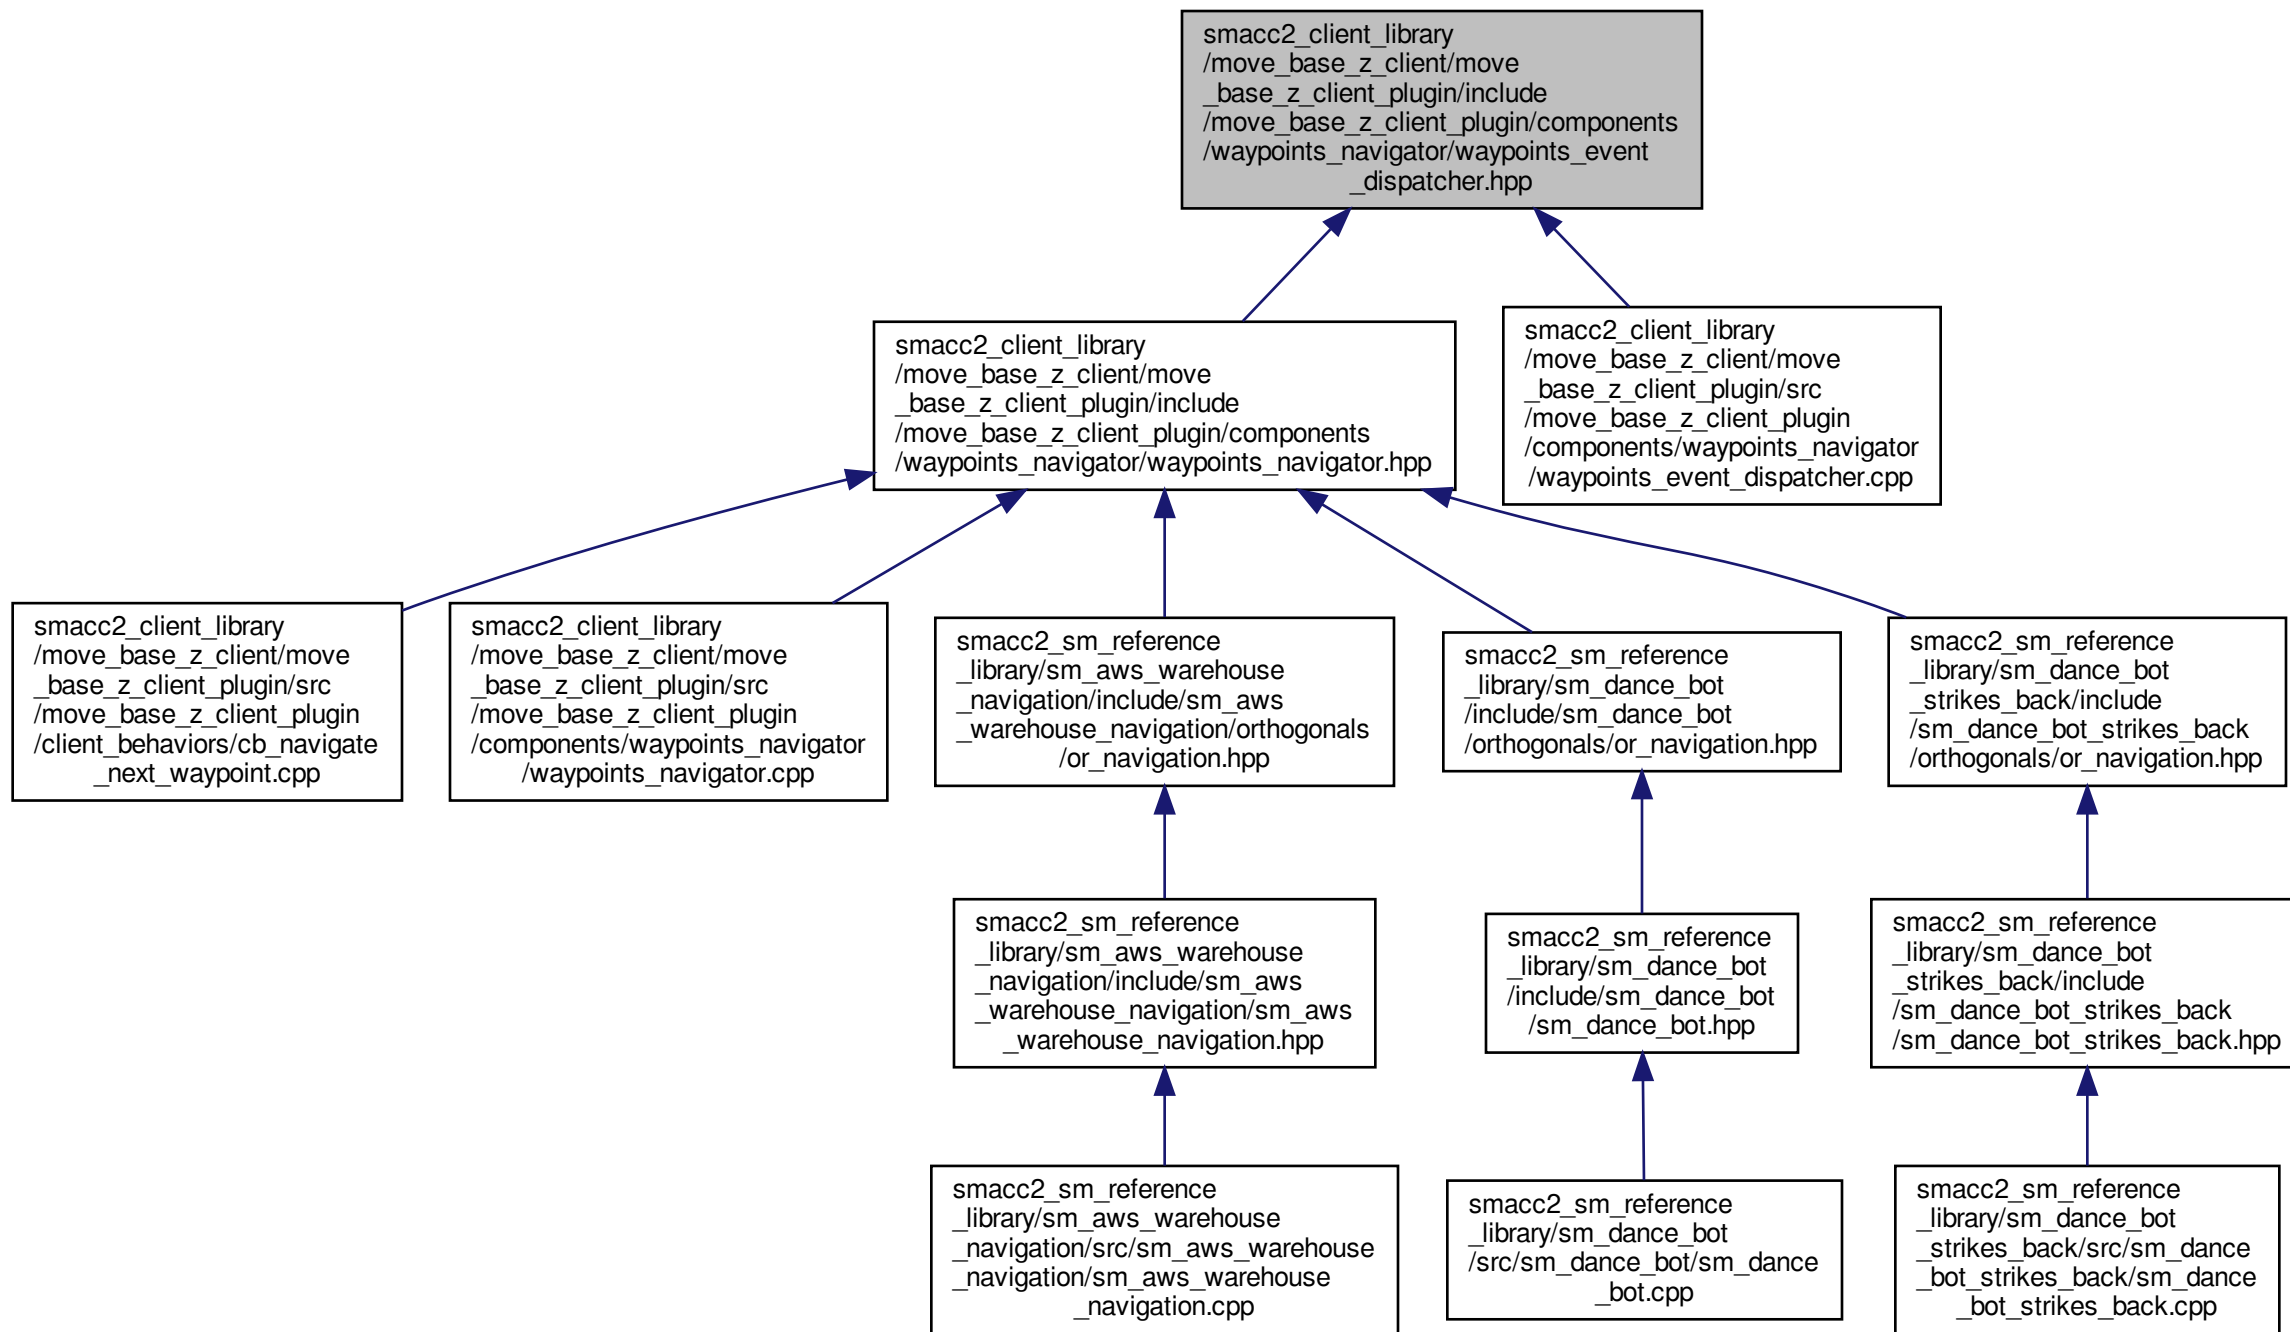 smacc2_client_library
/move_base_z_client/move
_base_z_client_plugin/include
/move_base_z_client_plugin/components
/waypoints_navigator/waypoints_event
_dispatcher.hpp
smacc2_client_library
/move_base_z_client/move
_base_z_client_plugin/include
/move_base_z_client_plugin/components
/waypoints_navigator/waypoints_navigator.hpp
smacc2_client_library
/move_base_z_client/move
_base_z_client_plugin/src
/move_base_z_client_plugin
/components/waypoints_navigator
/waypoints_event_dispatcher.cpp
smacc2_client_library
/move_base_z_client/move
_base_z_client_plugin/src
/move_base_z_client_plugin
/client_behaviors/cb_navigate
_next_waypoint.cpp
smacc2_client_library
/move_base_z_client/move
_base_z_client_plugin/src
/move_base_z_client_plugin
/components/waypoints_navigator
/waypoints_navigator.cpp
smacc2_sm_reference
_library/sm_aws_warehouse
_navigation/include/sm_aws
_warehouse_navigation/orthogonals
/or_navigation.hpp
smacc2_sm_reference
_library/sm_dance_bot
/include/sm_dance_bot
/orthogonals/or_navigation.hpp
smacc2_sm_reference
_library/sm_dance_bot
_strikes_back/include
/sm_dance_bot_strikes_back
/orthogonals/or_navigation.hpp
smacc2_sm_reference
_library/sm_aws_warehouse
_navigation/include/sm_aws
_warehouse_navigation/sm_aws
_warehouse_navigation.hpp
smacc2_sm_reference
_library/sm_dance_bot
/include/sm_dance_bot
/sm_dance_bot.hpp
smacc2_sm_reference
_library/sm_dance_bot
_strikes_back/include
/sm_dance_bot_strikes_back
/sm_dance_bot_strikes_back.hpp
smacc2_sm_reference
_library/sm_aws_warehouse
_navigation/src/sm_aws_warehouse
_navigation/sm_aws_warehouse
_navigation.cpp
smacc2_sm_reference
_library/sm_dance_bot
/src/sm_dance_bot/sm_dance
_bot.cpp
smacc2_sm_reference
_library/sm_dance_bot
_strikes_back/src/sm_dance
_bot_strikes_back/sm_dance
_bot_strikes_back.cpp